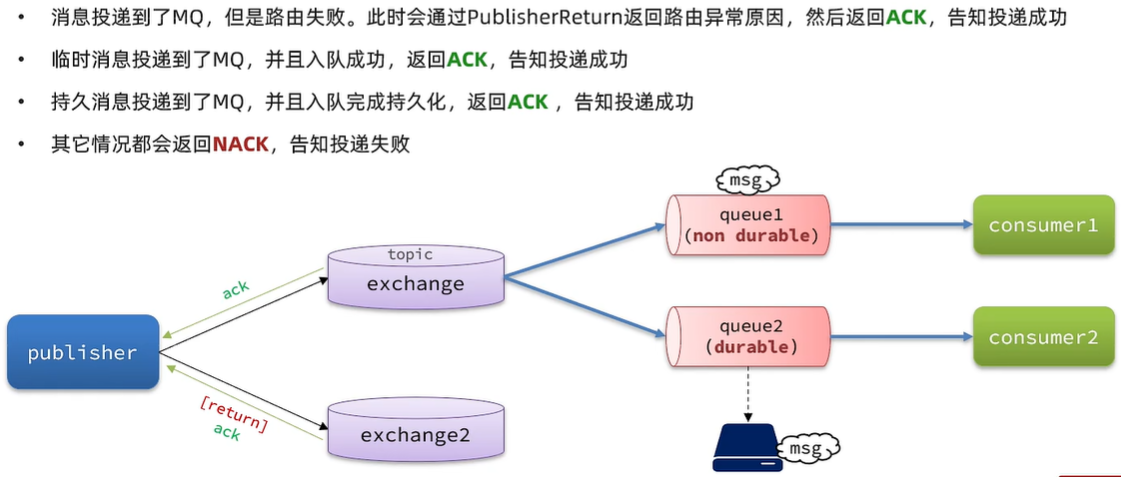 • 消息投递到了MQ，但是路由失败。此时会通过PublisherReturn返回路由异常原因，然后返回ACK，告知投递成功
• 临时消息投递到了MQ，并且入队成功，返回ACK，告知投递成功
• 持久消息投递到了MQ，并且入队完成持久化，返回ACK ，告知投递成功
• 其它情况都会返回NACK，告知投递失败
msg
queue1
(non durable)
consumer1
topic
exchange
ack
publisher
queue2
(durable)
consumer2
[return]
ack
exchange2
msg